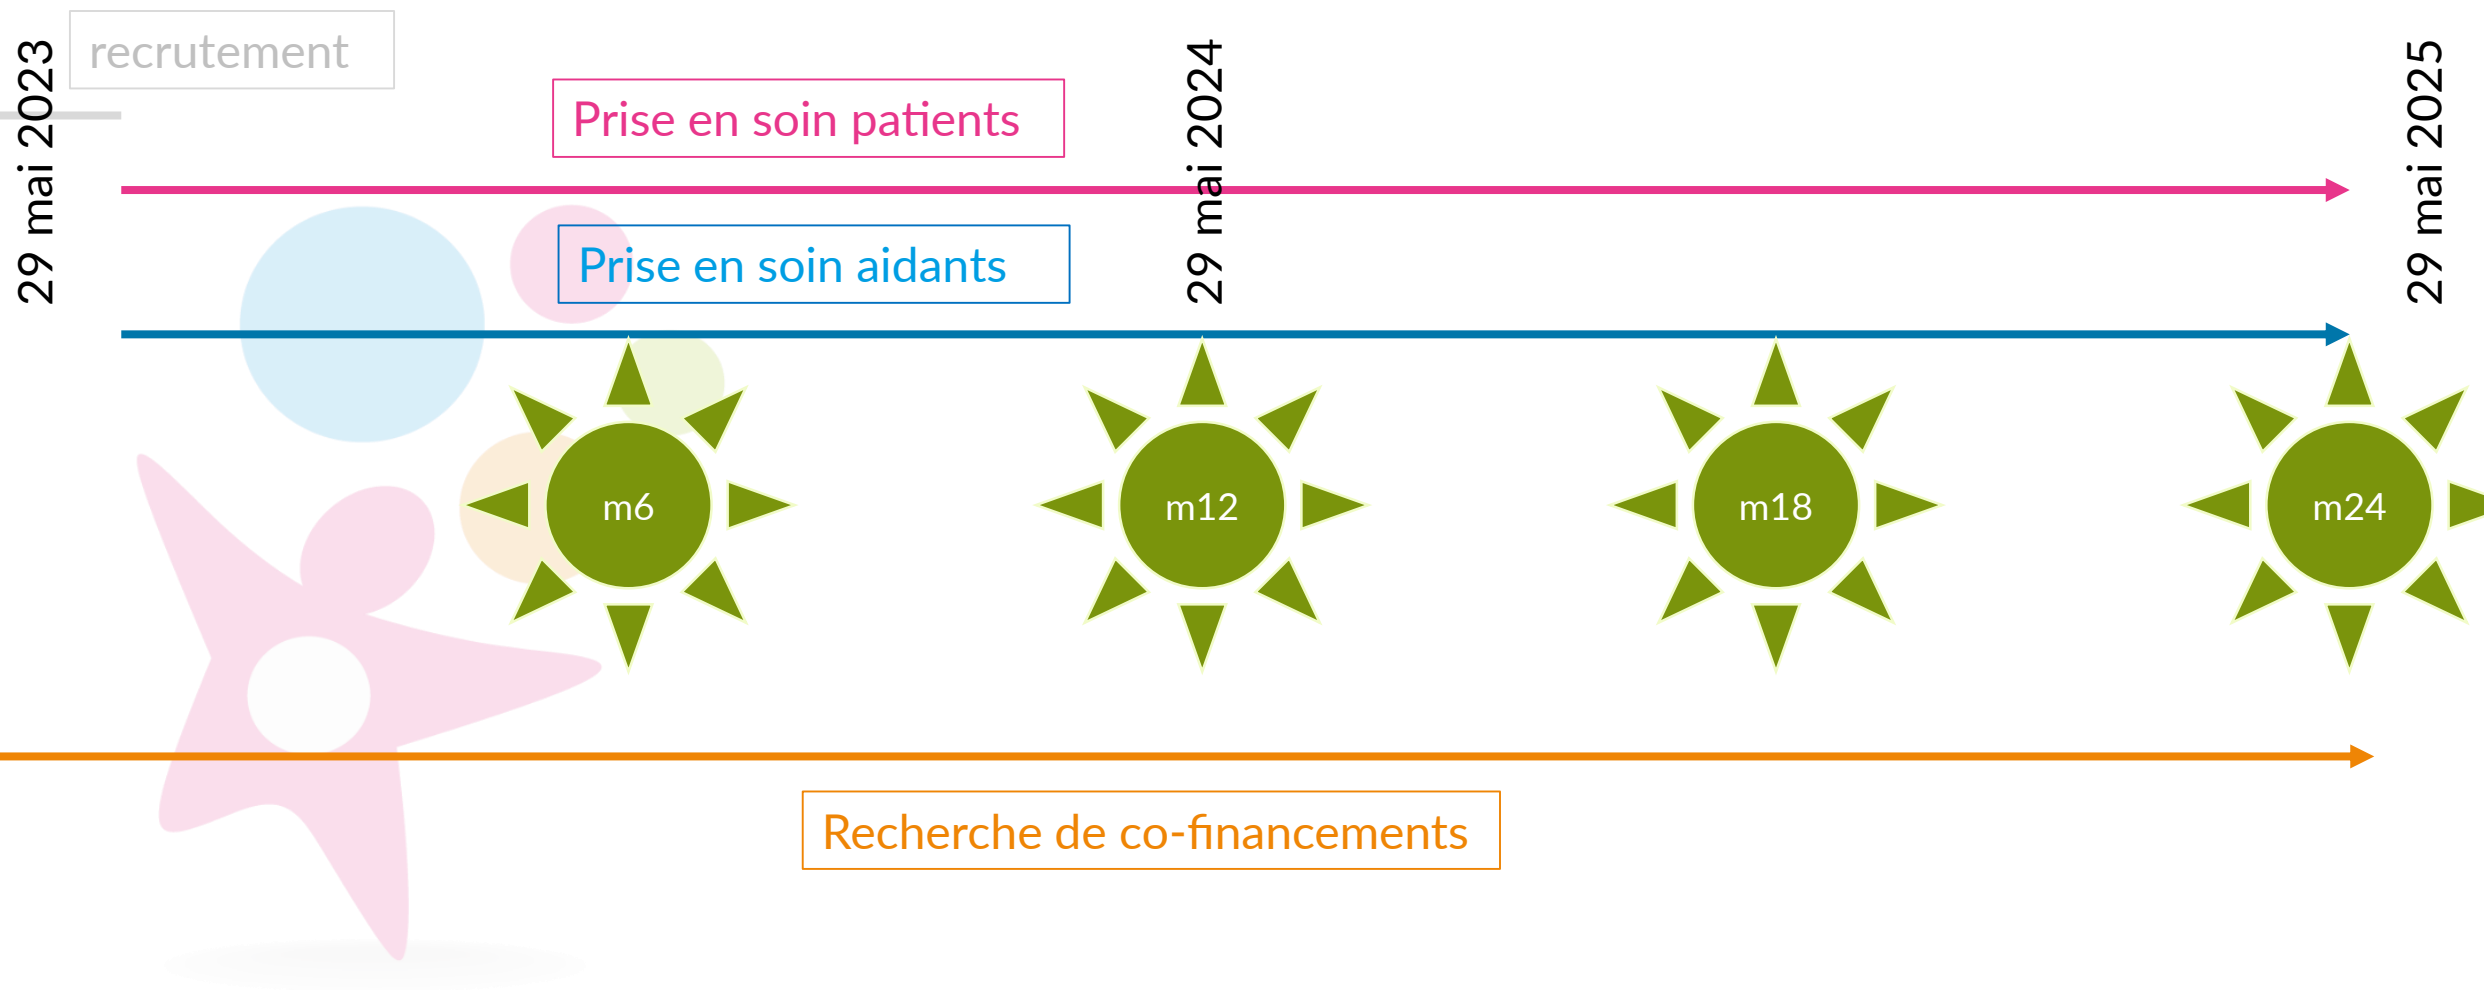 recrutement
29 mai 2023
Prise en soin patients
29 mai 2024
29 mai 2025
Prise en soin aidants
m6
m12
m18
m24
Recherche de co-financements